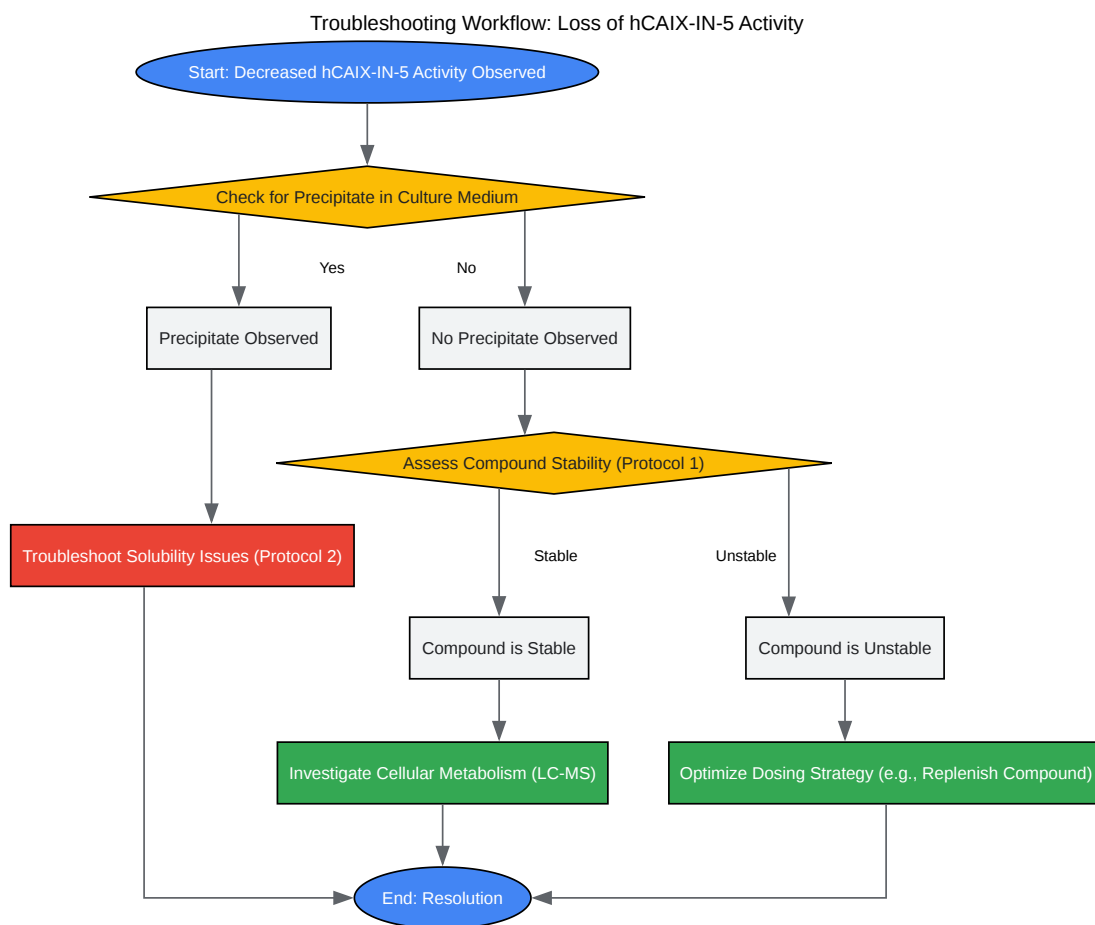 Troubleshooting Workflow: Loss of hCAIX-IN-5 Activity
Start: Decreased hCAIX-IN-5 Activity Observed
Check for Precipitate in Culture Medium
Yes
No
Precipitate Observed
No Precipitate Observed
Assess Compound Stability (Protocol 1)
Troubleshoot Solubility Issues (Protocol 2)
Stable
Unstable
Compound is Stable
Compound is Unstable
Investigate Cellular Metabolism (LC-MS)
Optimize Dosing Strategy (e.g., Replenish Compound)
End: Resolution